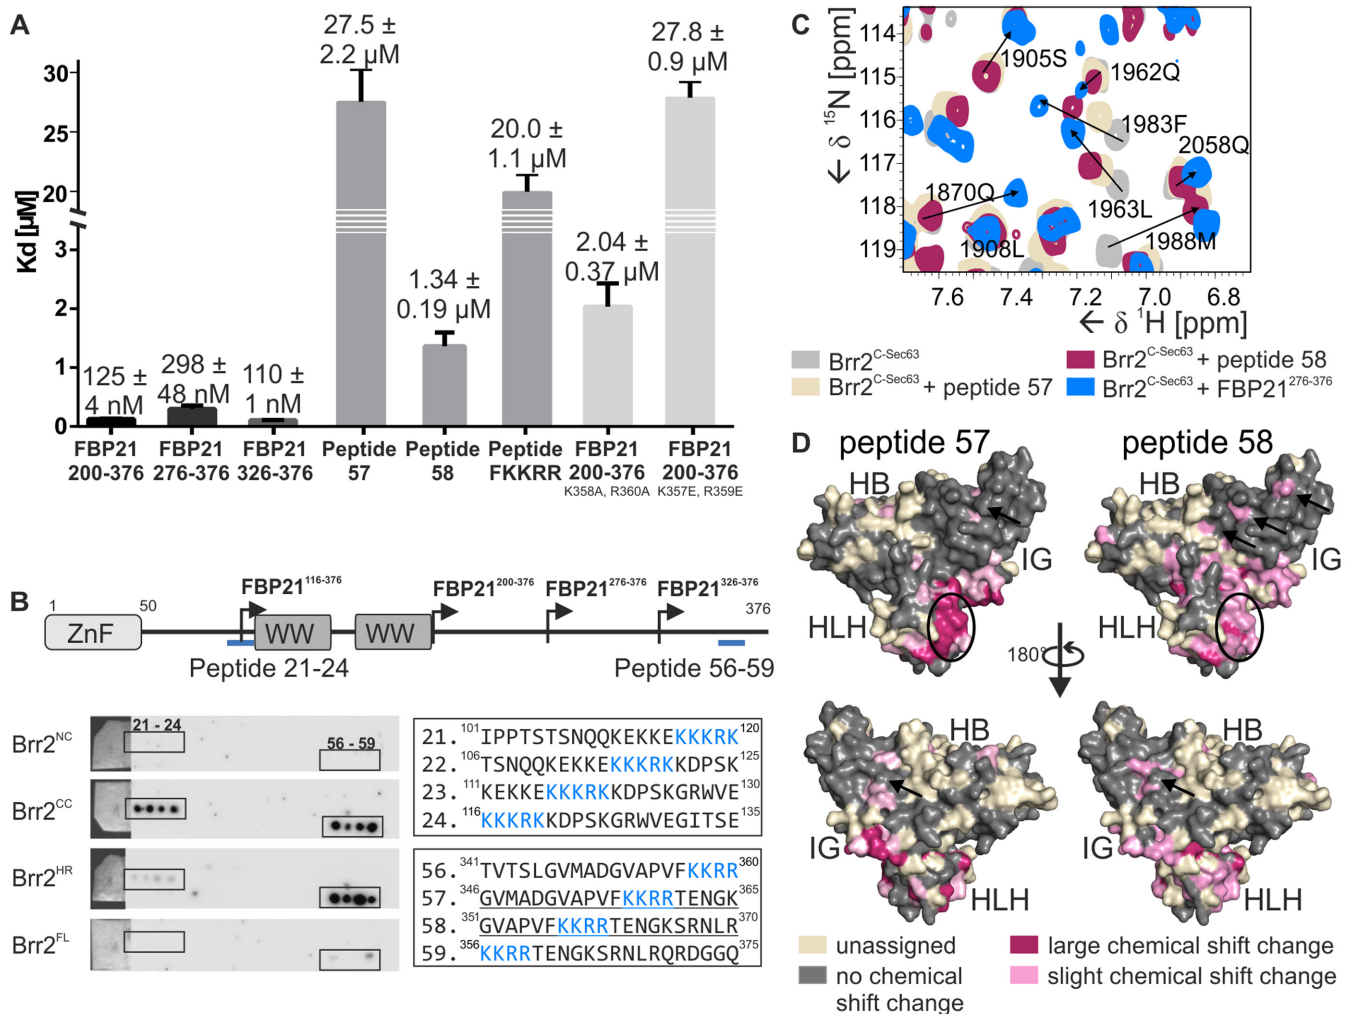 A
Kd [µM]
30
25
20
3
2
1
0
125 ±
4 nM
298 ±
48 nM
110 ±
1 nM
27.5 ±
2.2 µM
1.34 ±
0.19 µM
20.0 ±
1.1 µM
2.04 ±
0.37 µM
27.8 ±
0.9 µM
FBP21
200-376
FBP21
276-376
FBP21
326-376
Peptide
57
Peptide
58
Peptide
FKKRR
FBP21
200-376
K358A, R360A
FBP21
200-376
K357E, R359E
B
1
50
FBP21¹¹⁶⁻³⁷⁶
FBP21²⁰⁰⁻³⁷⁶
FBP21²⁷⁶⁻³⁷⁶
FBP21³²⁶⁻³⁷⁶
376
ZnF
WW
WW
Peptide 21-24
Peptide 56-59
21 - 24
56 - 59
Brr2ᴺᶜ
Brr2ᶜᶜ
Brr2ᴴᴿ
Brr2ᶠᴸ
21. ¹⁰¹IPPTSTSNQQKEKKEKKKRK¹²⁰
22. ¹⁰⁶TSNQQKEKKEKKKRKKDPSK¹²⁵
23. ¹¹¹KEKKEKKKRKKDPSKGRWVE¹³⁰
24. ¹¹⁶KKKRKKDPSKGRWVEGITSE¹³⁵
56. ³⁴¹TVTSLGVMADGVAPVFKKRR³⁶⁰
57. ³⁴⁶GVMADGVAPVFKKRRTENGK³⁶⁵
58. ³⁵¹GVAPVFKKRRTENGKSRNLR³⁷⁰
59. ³⁵⁶KKRRTENGKSRNLRQRDGGQ³⁷⁵
C
← δ ¹⁵N [ppm]
114
115
116
117
118
119
1905S
1962Q
1983F
2058Q
1870Q
1963L
1908L
1988M
7.6
7.4
7.2
7.0
6.8
← δ ¹H [ppm]
Brr2ᶜ⁻ˢᵉᶜ⁶³
Brr2ᶜ⁻ˢᵉᶜ⁶³ + peptide 57
Brr2ᶜ⁻ˢᵉᶜ⁶³ + peptide 58
Brr2ᶜ⁻ˢᵉᶜ⁶³ + FBP21²⁷⁶⁻³⁷⁶
D
peptide 57
peptide 58
HB
IG
HLH
HB
IG
HLH
180°
HB
IG
HLH
HB
IG
HLH
unassigned
no chemical
shift change
large chemical shift change
slight chemical shift change